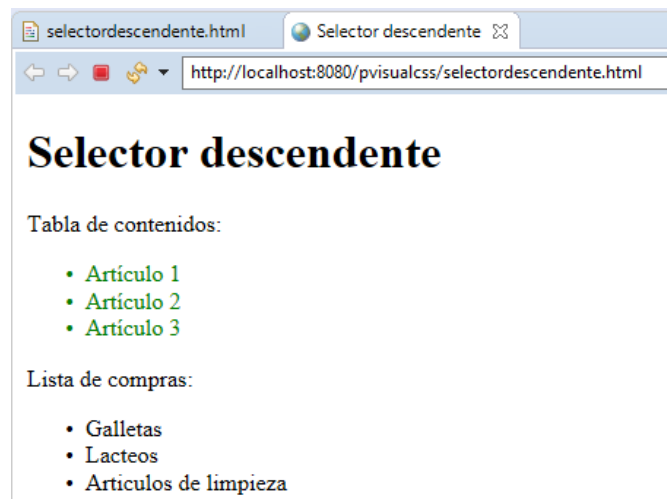 selectordescendente.html
Selector descendente
http://localhost:8080/pvisualcss/selectordescendente.html
Selector descendente
Tabla de contenidos:
• Artículo 1
• Artículo 2
• Artículo 3
Lista de compras:
• Galletas
• Lacteos
• Articulos de limpieza